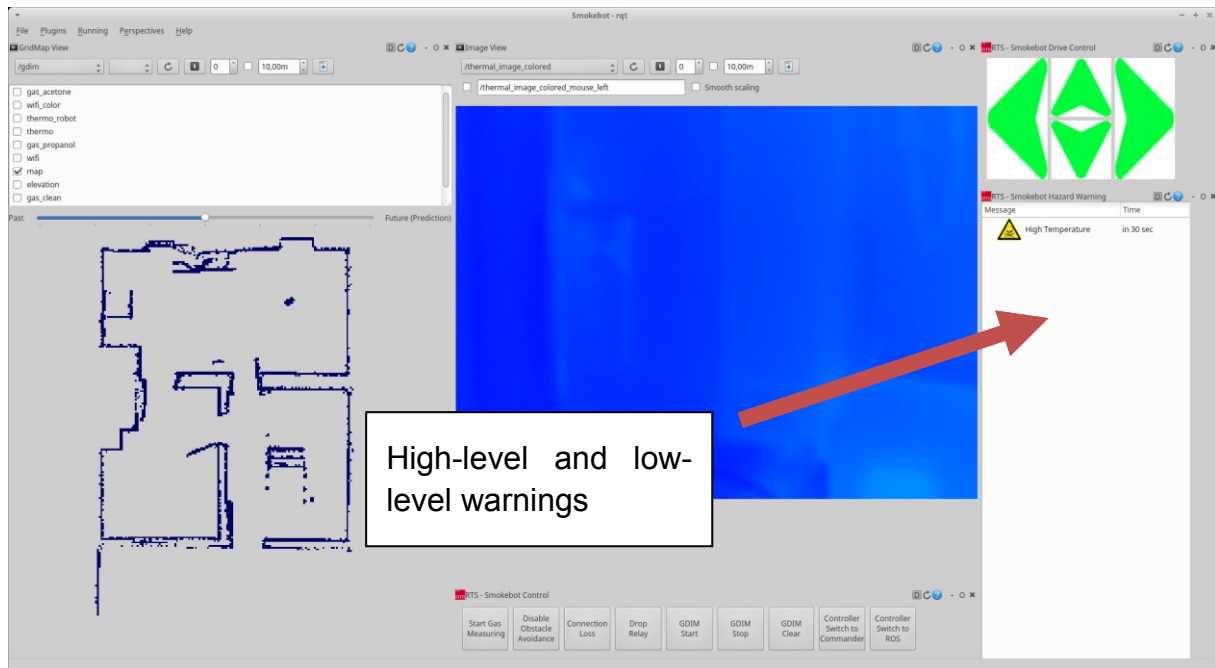 Smokebot - rqt
File Plugins Running Perspectives Help
GridMap View
/gdim
0
10,00m
gas_acetone
wifi_color
thermo_robot
thermo
gas_propanol
wifi
map
elevation
gas_clean
Past
Future (Prediction)
Image View
/thermal_image_colored
0
10,00m
/thermal_image_colored_mouse_left
Smooth scaling
High-level and low-
level warnings
RTS - Smokebot Control
Start Gas
Measuring
Disable
Obstacle
Avoidance
Connection
Loss
Drop
Relay
GDIM
Start
GDIM
Stop
GDIM
Clear
Controller
Switch to
Commander
Controller
Switch to
ROS
RTS - Smokebot Drive Control
RTS - Smokebot Hazard Warning
Message Time
High Temperature in 30 sec